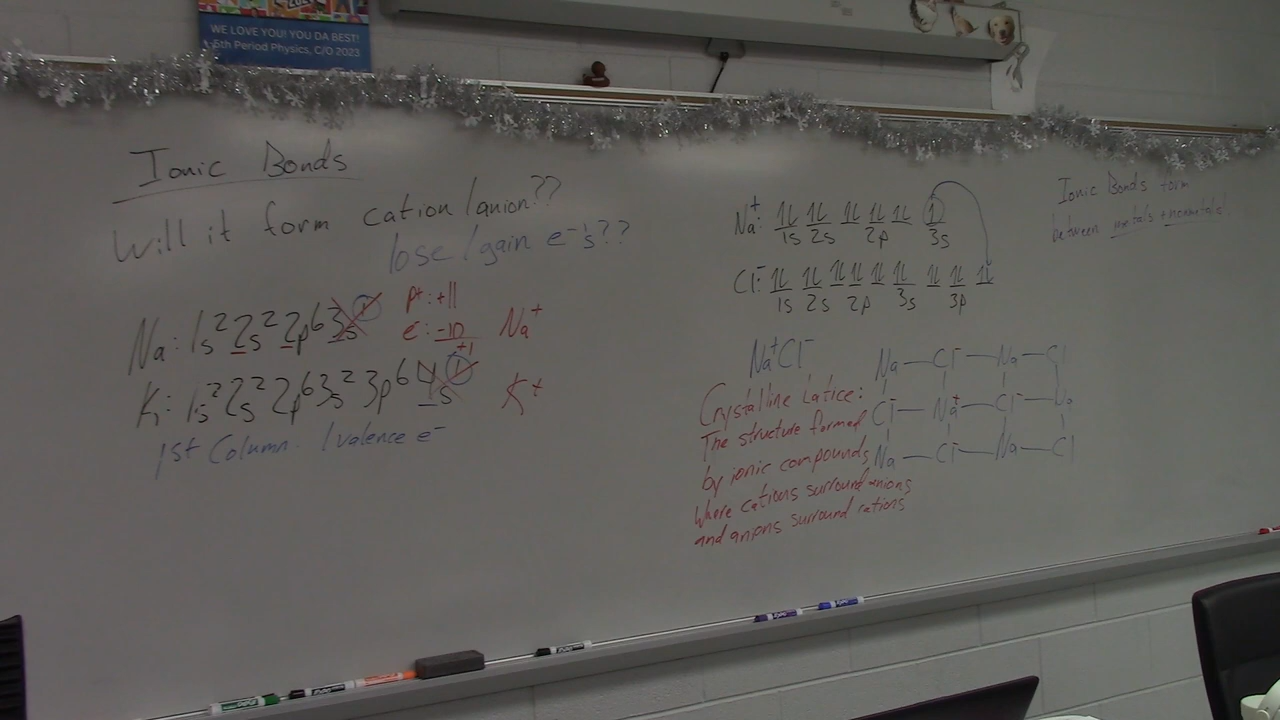 WE LOVE YOU! YOU DA BEST!
5th Period Physics, C/O 2023
Ionic Bonds
Will it form cation/anion??
lose/gain e⁻'s??
Na: 1s² 2s² 2p⁶ 3s¹
p⁺: +11
e⁻: -10
+1
Na⁺
K: 1s² 2s² 2p⁶ 3s² 3p⁶ 4s¹
K⁺
1st Column: 1 valence e⁻
Na⁺: 1L 1L 1L 1L 1L 1
1s 2s 2p 3s
Cl⁻: 1L 1L 1L 1L 1L 1L 1L 1L 1L
1s 2s 2p 3s 3p
Na⁺Cl⁻
Crystalline Latice:
The structure formed
by ionic compounds
where cations surround anions
and anions surround cations
Na — Cl⁻ — Na — Cl
Cl⁻ — Na⁺ — Cl⁻ — Na
Na — Cl⁻ — Na — Cl
Ionic Bonds form
between metals + nonmetals!
EXPO
EXPO